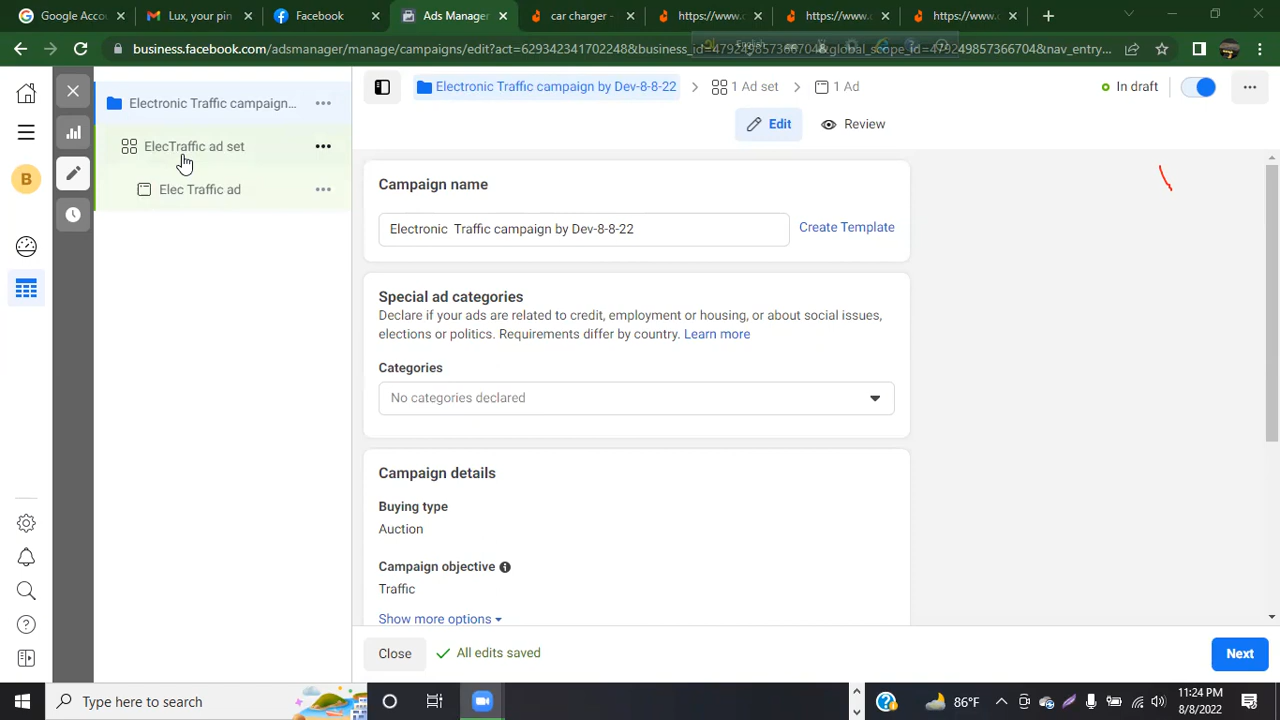 Google Accou
Lux, your pin
Facebook
Ads Manager
car charger -
https://www.c
https://www.c
https://www.c
business.facebook.com/adsmanager/manage/campaigns/edit?act=629342341702248&business_id=479249857366704&global_scope_id=479249857366704&nav_entry...
Electronic Traffic campaign...
Electronic Traffic campaign by Dev-8-8-22
1 Ad set
1 Ad
In draft
Edit
Review
ElecTraffic ad set
Elec Traffic ad
B
Campaign name
Electronic Traffic campaign by Dev-8-8-22
Create Template
Special ad categories
Declare if your ads are related to credit, employment or housing, or about social issues,
elections or politics. Requirements differ by country. Learn more
Categories
No categories declared
Campaign details
Buying type
Auction
Campaign objective
Traffic
Show more options
Close
All edits saved
Next
Type here to search
86°F
11:24 PM
8/8/2022